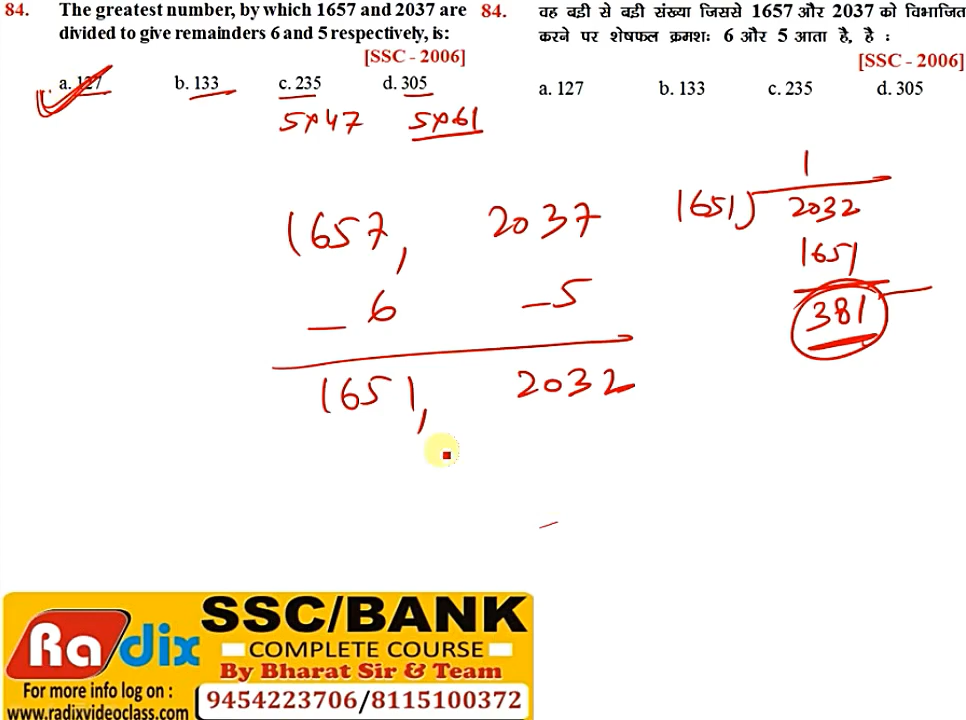 84. The greatest number, by which 1657 and 2037 are
divided to give remainders 6 and 5 respectively, is:
[SSC - 2006]
a. 127 b. 133 c. 235 d. 305
5×47 5×61
84. वह बडी से बडी संख्या जिससे 1657 और 2037 को विभाजित
करने पर शेषफल क्रमशः 6 और 5 आता है, है :
[SSC - 2006]
a. 127 b. 133 c. 235 d. 305
1657, 2037
- 6 - 5
1651, 2032
1
1651) 2032
1651
381
Radix
SSC/BANK
COMPLETE COURSE
By Bharat Sir & Team
For more info log on :
www.radixvideoclass.com
9454223706/8115100372